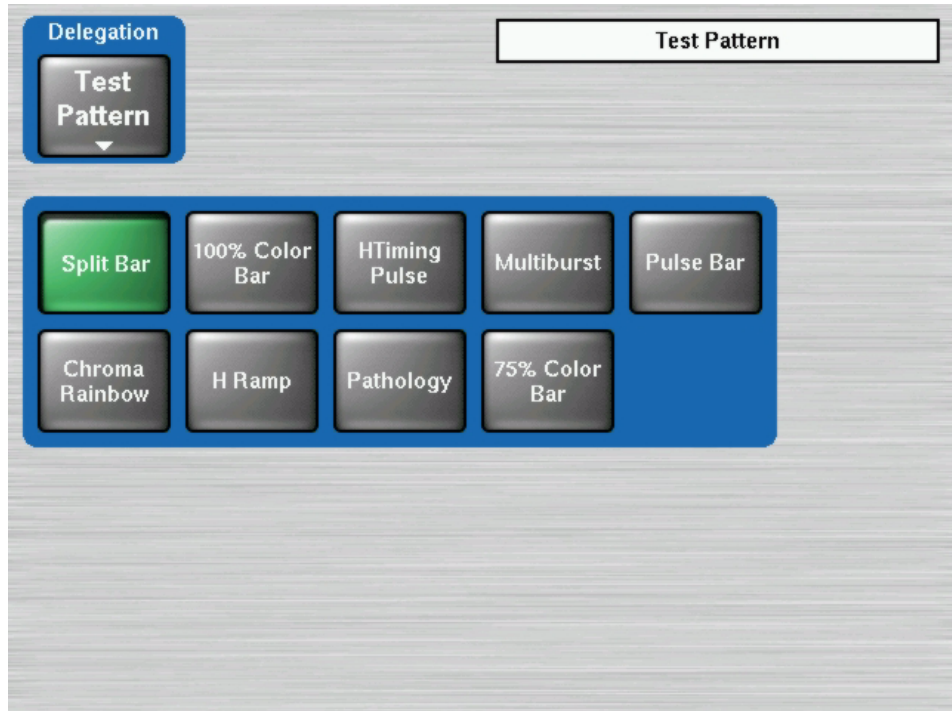 Delegation
Test
Pattern
Test Pattern
Split Bar
100% Color
Bar
HTiming
Pulse
Multiburst
Pulse Bar
Chroma
Rainbow
H Ramp
Pathology
75% Color
Bar